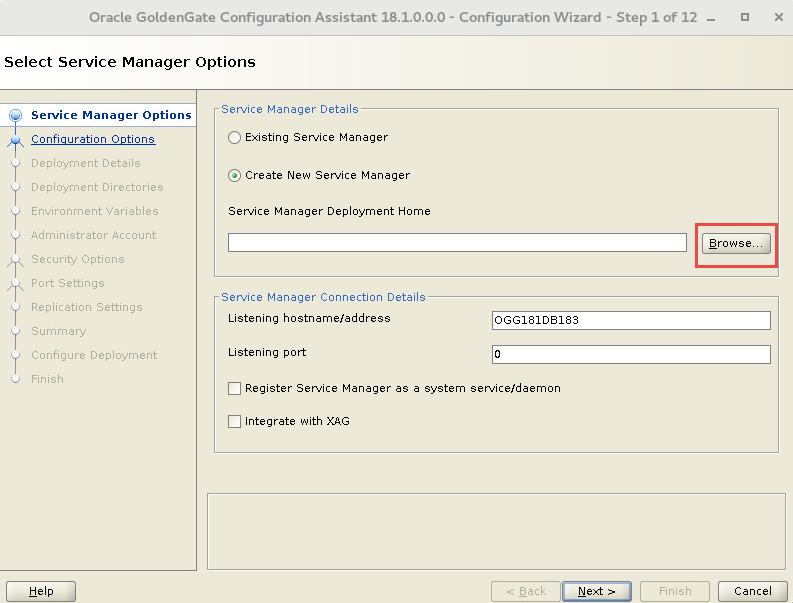 Oracle GoldenGate Configuration Assistant 18.1.0.0.0 - Configuration Wizard - Step 1 of 12
Select Service Manager Options
Service Manager Options
Configuration Options
Deployment Details
Deployment Directories
Environment Variables
Administrator Account
Security Options
Port Settings
Replication Settings
Summary
Configure Deployment
Finish
Service Manager Details
Existing Service Manager
Create New Service Manager
Service Manager Deployment Home
Browse...
Service Manager Connection Details
Listening hostname/address
OGG181DB183
Listening port
0
Register Service Manager as a system service/daemon
Integrate with XAG
Help
< Back
Next >
Finish
Cancel